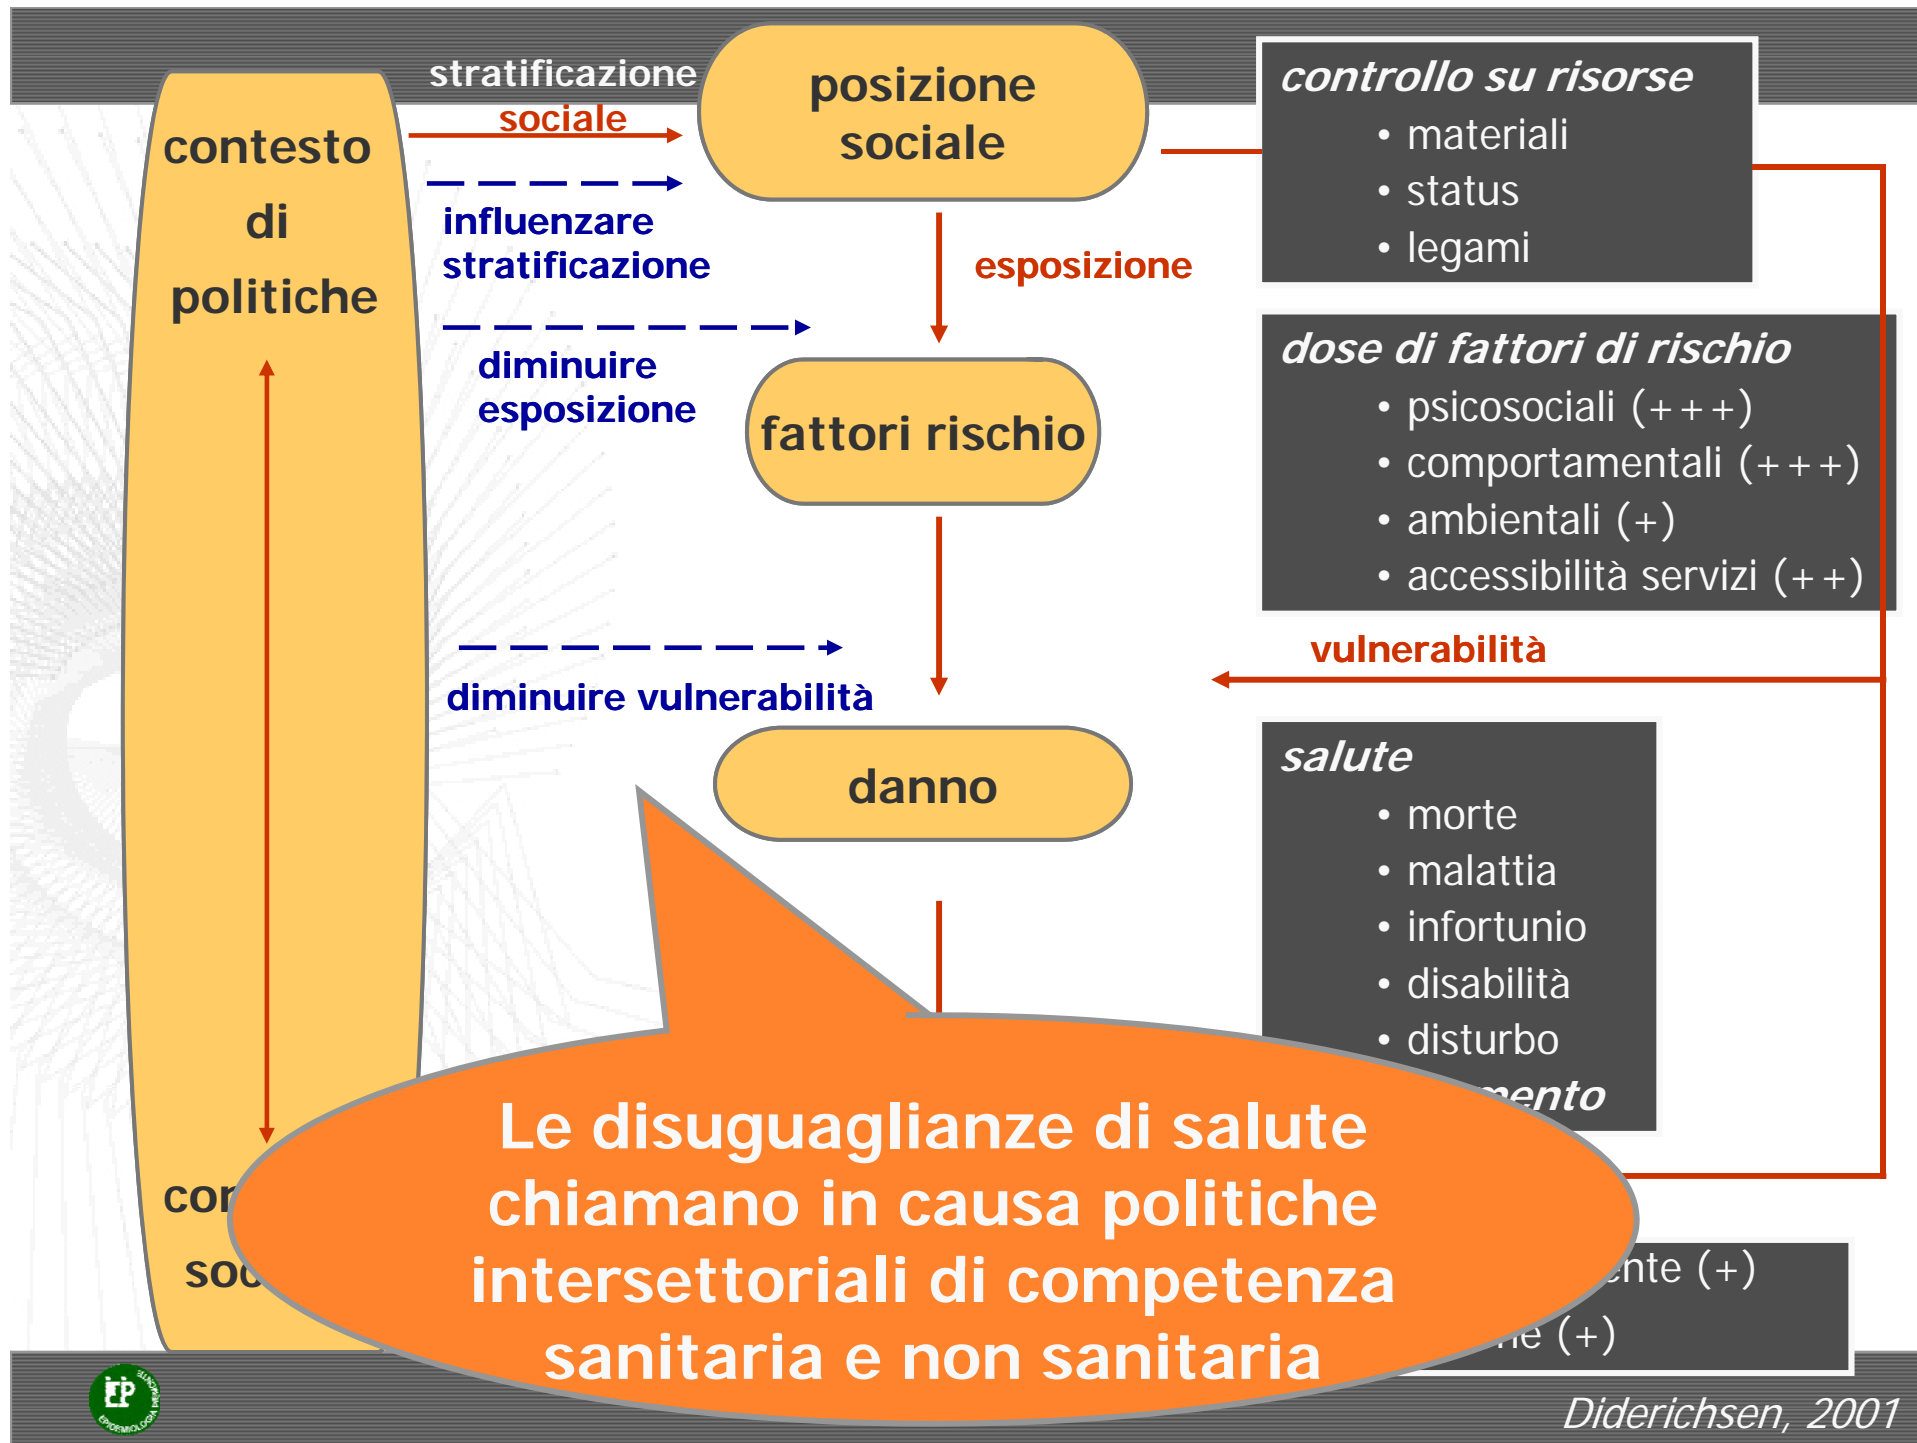 stratificazione
sociale
contesto
di
politiche
posizione
sociale
influenzare
stratificazione
esposizione
diminuire
esposizione
fattori rischio
diminuire vulnerabilità
danno
controllo su risorse
• materiali
• status
• legami
dose di fattori di rischio
• psicosociali (+++)
• comportamentali (+++)
• ambientali (+)
• accessibilità servizi (++)
vulnerabilità
salute
• morte
• malattia
• infortunio
• disabilità
• disturbo
Le disuguaglianze di salute
chiamano in causa politiche
intersettoriali di competenza
sanitaria e non sanitaria
(+)
(+)
Diderichsen, 2001
EP